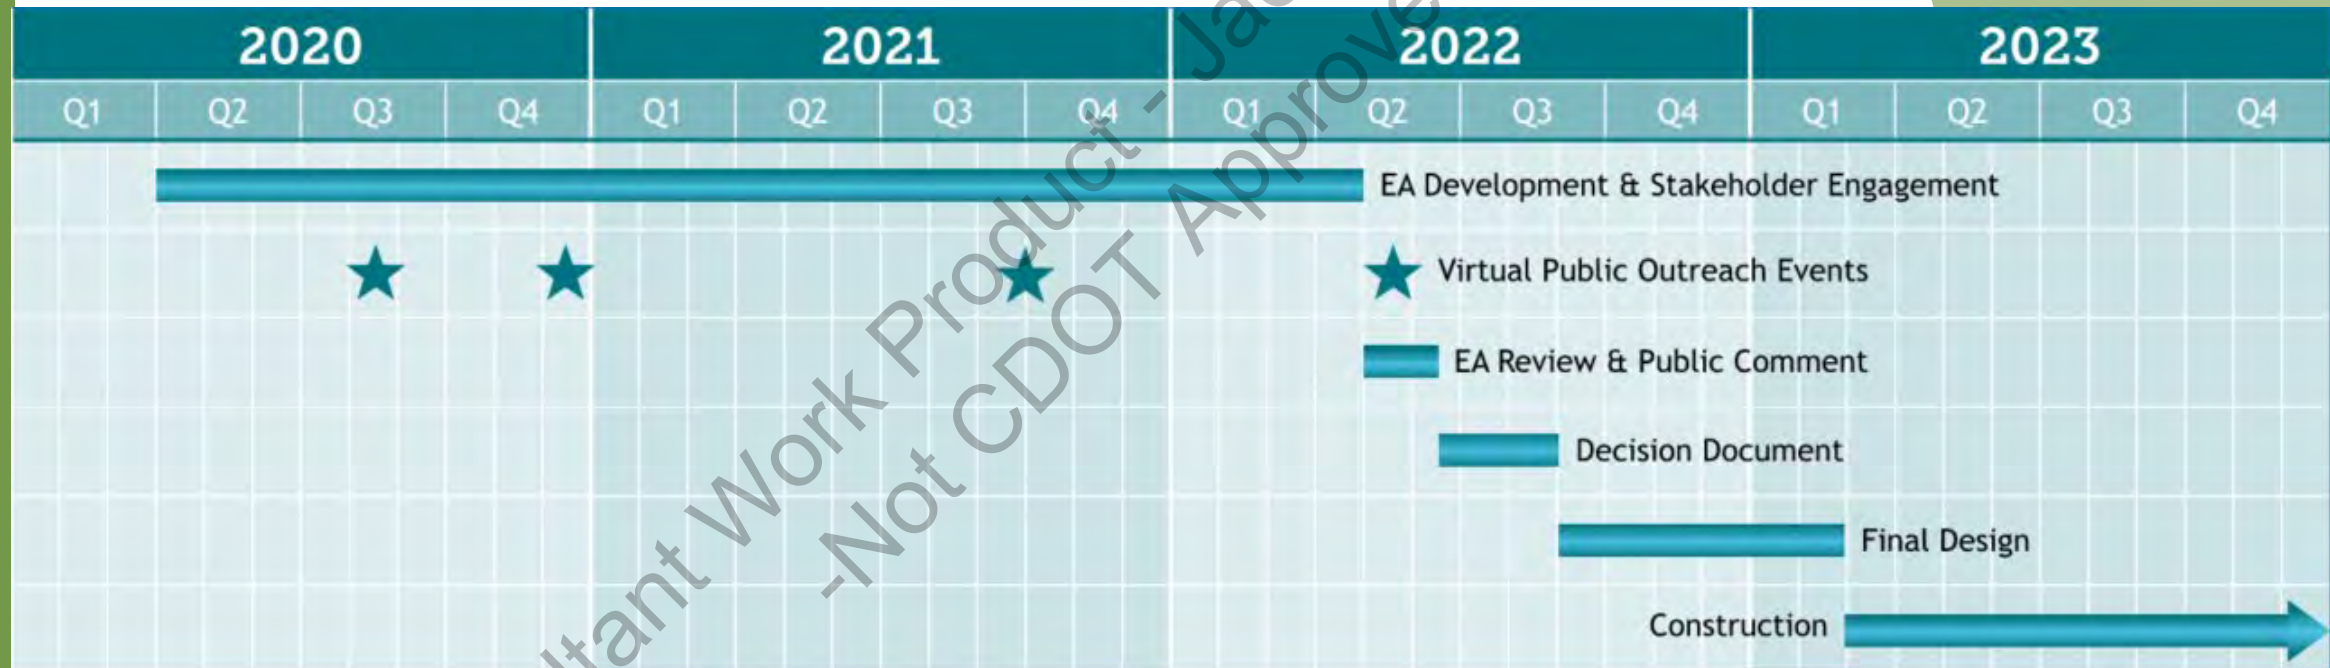 2020 2021 2022 2023
Q1 Q2 Q3 Q4 Q1 Q2 Q3 Q4 Q1 Q2 Q3 Q4 Q1 Q2 Q3 Q4
EA Development & Stakeholder Engagement
Virtual Public Outreach Events
EA Review & Public Comment
Decision Document
Final Design
Construction
Work Product -
-Not CDOT